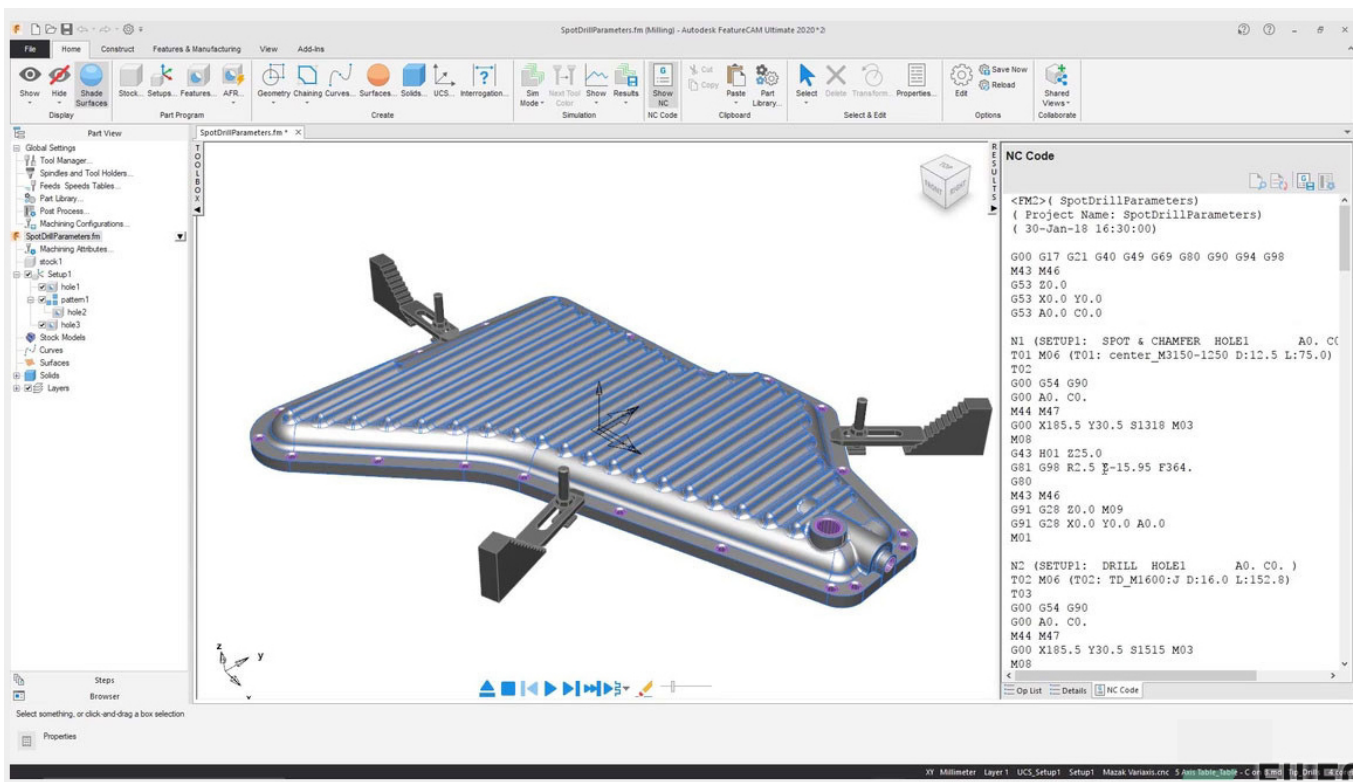 SpotDrillParameters.fm (Milling) - Autodesk FeatureCAM Ultimate 2020*2
File Home Construct Features & Manufacturing View Add-Ins
Show Hide Shade Surfaces Stock... Setups... Features... AFR... Geometry Chaining Curves... Surfaces... Solids... UCS... Interrogation... Sim Mode Next Tool Color Show Results Show NC Cut Copy Paste Part Library... Select Delete Transform... Properties... Edit Save Now Reload Shared Views
Display Part Program Create Simulation NC Code Clipboard Select & Edit Options Collaborate
Part View
SpotDrillParameters.fm *
Global Settings
Tool Manager...
Spindles and Tool Holders...
Feeds Speeds Tables...
Part Library...
Post Process...
Machining Configurations...
SpotDrillParameters.fm
Machining Attributes...
stock1
Setup1
hole1
pattern1
hole2
hole3
Stock Models
Curves
Surfaces
Solids
Layers
Steps
Browser
TOOLBOX
TOP
FRONT
RIGHT
z
y
RESULTS
NC Code
<FM2>( SpotDrillParameters)
( Project Name: SpotDrillParameters)
( 30-Jan-18 16:30:00)
G00 G17 G21 G40 G49 G69 G80 G90 G94 G98
M43 M46
G53 Z0.0
G53 X0.0 Y0.0
G53 A0.0 C0.0
N1 (SETUP1: SPOT & CHAMFER HOLE1 A0. C0
T01 M06 (T01: center_M3150-1250 D:12.5 L:75.0)
T02
G00 G54 G90
G00 A0. C0.
M44 M47
G00 X185.5 Y30.5 S1318 M03
M08
G43 H01 Z25.0
G81 G98 R2.5 Z-15.95 F364.
G80
M43 M46
G91 G28 Z0.0 M09
G91 G28 X0.0 Y0.0 A0.0
M01
N2 (SETUP1: DRILL HOLE1 A0. C0. )
T02 M06 (T02: TD_M1600:J D:16.0 L:152.8)
T03
G00 G54 G90
G00 A0. C0.
M44 M47
G00 X185.5 Y30.5 S1515 M03
M08
Op List Details NC Code
Select something, or click-and-drag a box selection
Properties
XY Millimeter Layer 1 UCS_Setup1 Setup1 Mazak Variaxis.cnc 5 Axis Table_Table - C on